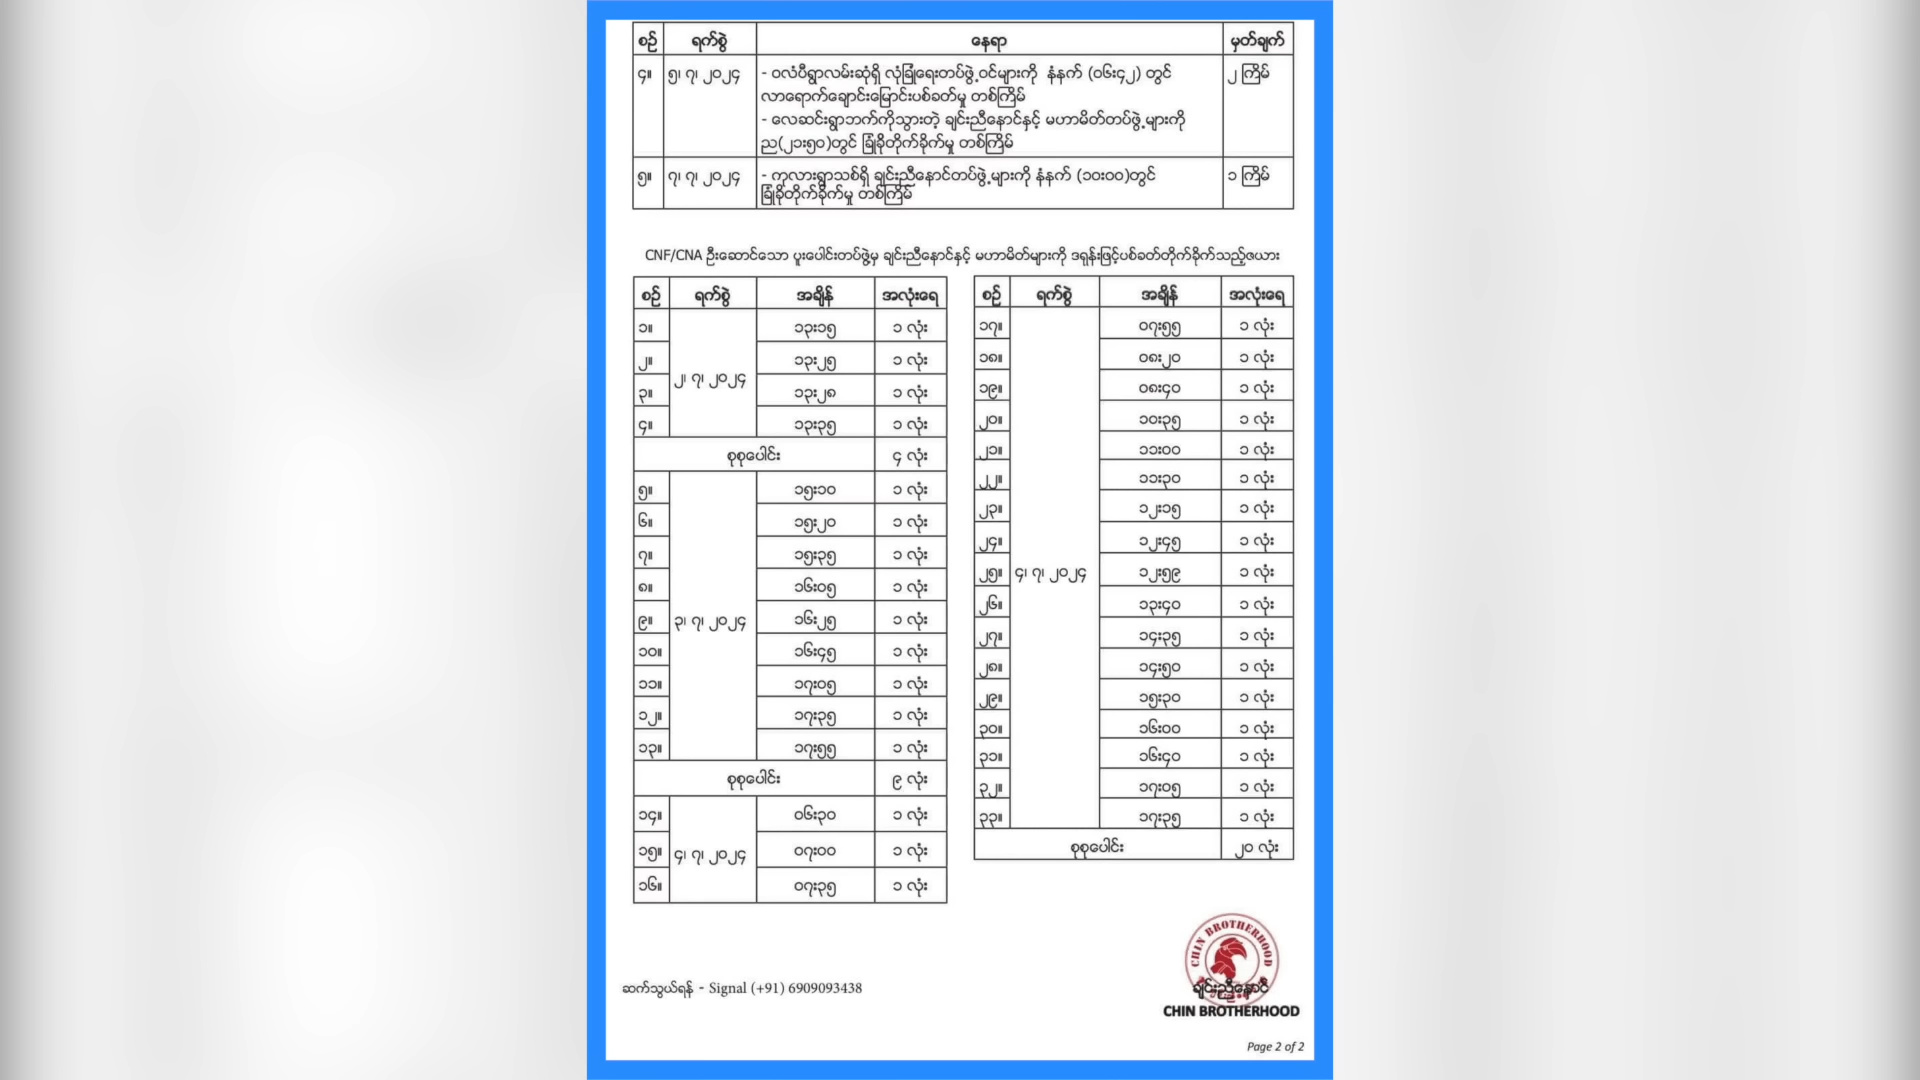 စဉ် ရက်စွဲ နေရာ မှတ်ချက်
၄။ ၅၊ ၇၊ ၂၀၂၄ - ဝလံပီရွာလမ်းဆုံရှိ လုံခြုံရေးတပ်ဖွဲ့ဝင်များကို နံနက် (၀၆း၄၂) တွင် ၂ ကြိမ်
လာရောက်ချောင်းမြောင်းပစ်ခတ်မှု တစ်ကြိမ်
- လေဆင်းရွာဘက်ကိုသွားတဲ့ ချင်းညီနောင်နှင့် မဟာမိတ်တပ်ဖွဲ့များကို
ည(၂၁း၅၀)တွင် ခြုံခိုတိုက်ခိုက်မှု တစ်ကြိမ်
၅။ ၇၊ ၇၊ ၂၀၂၄ - ကုလားရွာသစ်ရှိ ချင်းညီနောင်တပ်ဖွဲ့များကို နံနက် (၁၀း၀၀)တွင် ၁ ကြိမ်
ခြုံခိုတိုက်ခိုက်မှု တစ်ကြိမ်
CNF/CNA ဦးဆောင်သော ပူးပေါင်းတပ်ဖွဲ့မှ ချင်းညီနောင်နှင့် မဟာမိတ်များကို ဒရုန်းဖြင့်ပစ်ခတ်တိုက်ခိုက်သည့်ဇယား
စဉ် ရက်စွဲ အချိန် အလုံးရေ
၁။ ၁၃း၁၅ ၁ လုံး
၂။ ၁၃း၂၅ ၁ လုံး
၂၊ ၇၊ ၂၀၂၄
၃။ ၁၃း၂၈ ၁ လုံး
၄။ ၁၃း၃၅ ၁ လုံး
စုစုပေါင်း ၄ လုံး
၅။ ၁၅း၁၀ ၁ လုံး
၆။ ၁၅း၂၀ ၁ လုံး
၇။ ၁၅း၃၅ ၁ လုံး
၈။ ၁၆း၀၅ ၁ လုံး
၉။ ၃၊ ၇၊ ၂၀၂၄ ၁၆း၂၅ ၁ လုံး
၁၀။ ၁၆း၄၅ ၁ လုံး
၁၁။ ၁၇း၀၅ ၁ လုံး
၁၂။ ၁၇း၃၅ ၁ လုံး
၁၃။ ၁၇း၅၅ ၁ လုံး
စုစုပေါင်း ၉ လုံး
၁၄။ ၀၆း၃၀ ၁ လုံး
၁၅။ ၄၊ ၇၊ ၂၀၂၄ ၀၇း၀၀ ၁ လုံး
၁၆။ ၀၇း၃၅ ၁ လုံး
စဉ် ရက်စွဲ အချိန် အလုံးရေ
၁၇။ ၀၇း၅၅ ၁ လုံး
၁၈။ ၀၈း၂၀ ၁ လုံး
၁၉။ ၀၈း၄၀ ၁ လုံး
၂၀။ ၁၀း၃၅ ၁ လုံး
၂၁။ ၁၁း၀၀ ၁ လုံး
၂၂။ ၁၁း၃၀ ၁ လုံး
၂၃။ ၁၂း၁၅ ၁ လုံး
၂၄။ ၁၂း၄၅ ၁ လုံး
၂၅။ ၄၊ ၇၊ ၂၀၂၄ ၁၂း၅၉ ၁ လုံး
၂၆။ ၁၃း၄၀ ၁ လုံး
၂၇။ ၁၄း၃၅ ၁ လုံး
၂၈။ ၁၄း၅၀ ၁ လုံး
၂၉။ ၁၅း၃၀ ၁ လုံး
၃၀။ ၁၆း၀၀ ၁ လုံး
၃၁။ ၁၆း၄၀ ၁ လုံး
၃၂။ ၁၇း၀၅ ၁ လုံး
၃၃။ ၁၇း၃၅ ၁ လုံး
စုစုပေါင်း ၂၀ လုံး
CHIN BROTHERHOOD
ဆက်သွယ်ရန် - Signal (+91) 6909093438
ချင်းညီနောင်
CHIN BROTHERHOOD
Page 2 of 2